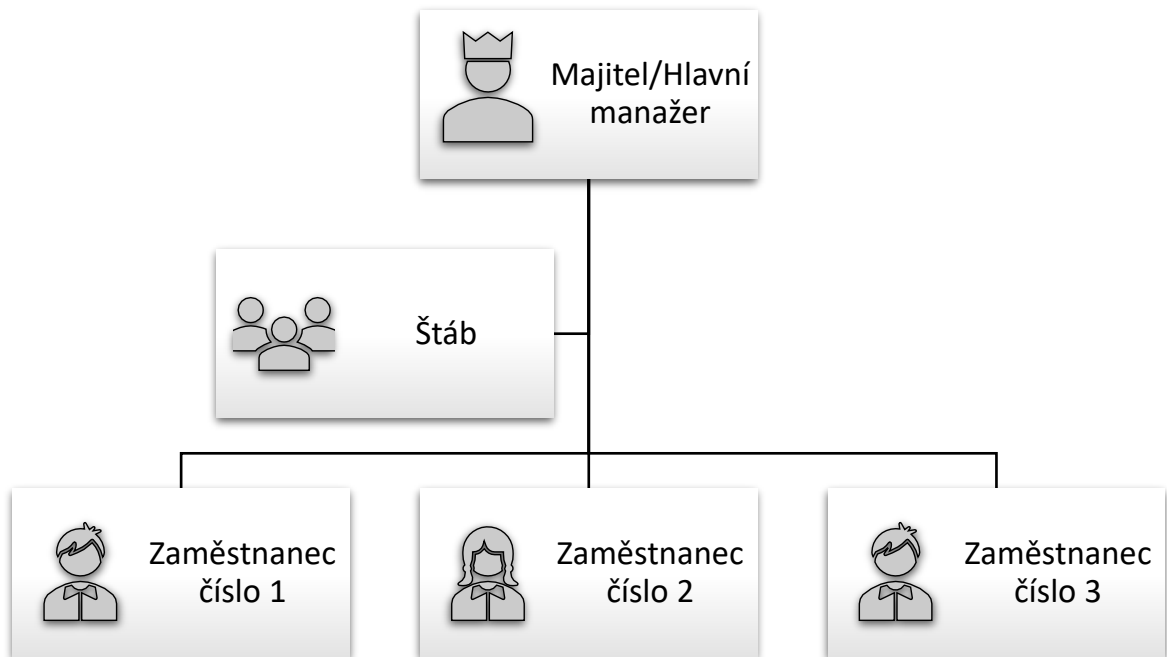 Majitel/Hlavní
manažer
Štáb
Zaměstnanec
číslo 1
Zaměstnanec
číslo 2
Zaměstnanec
číslo 3